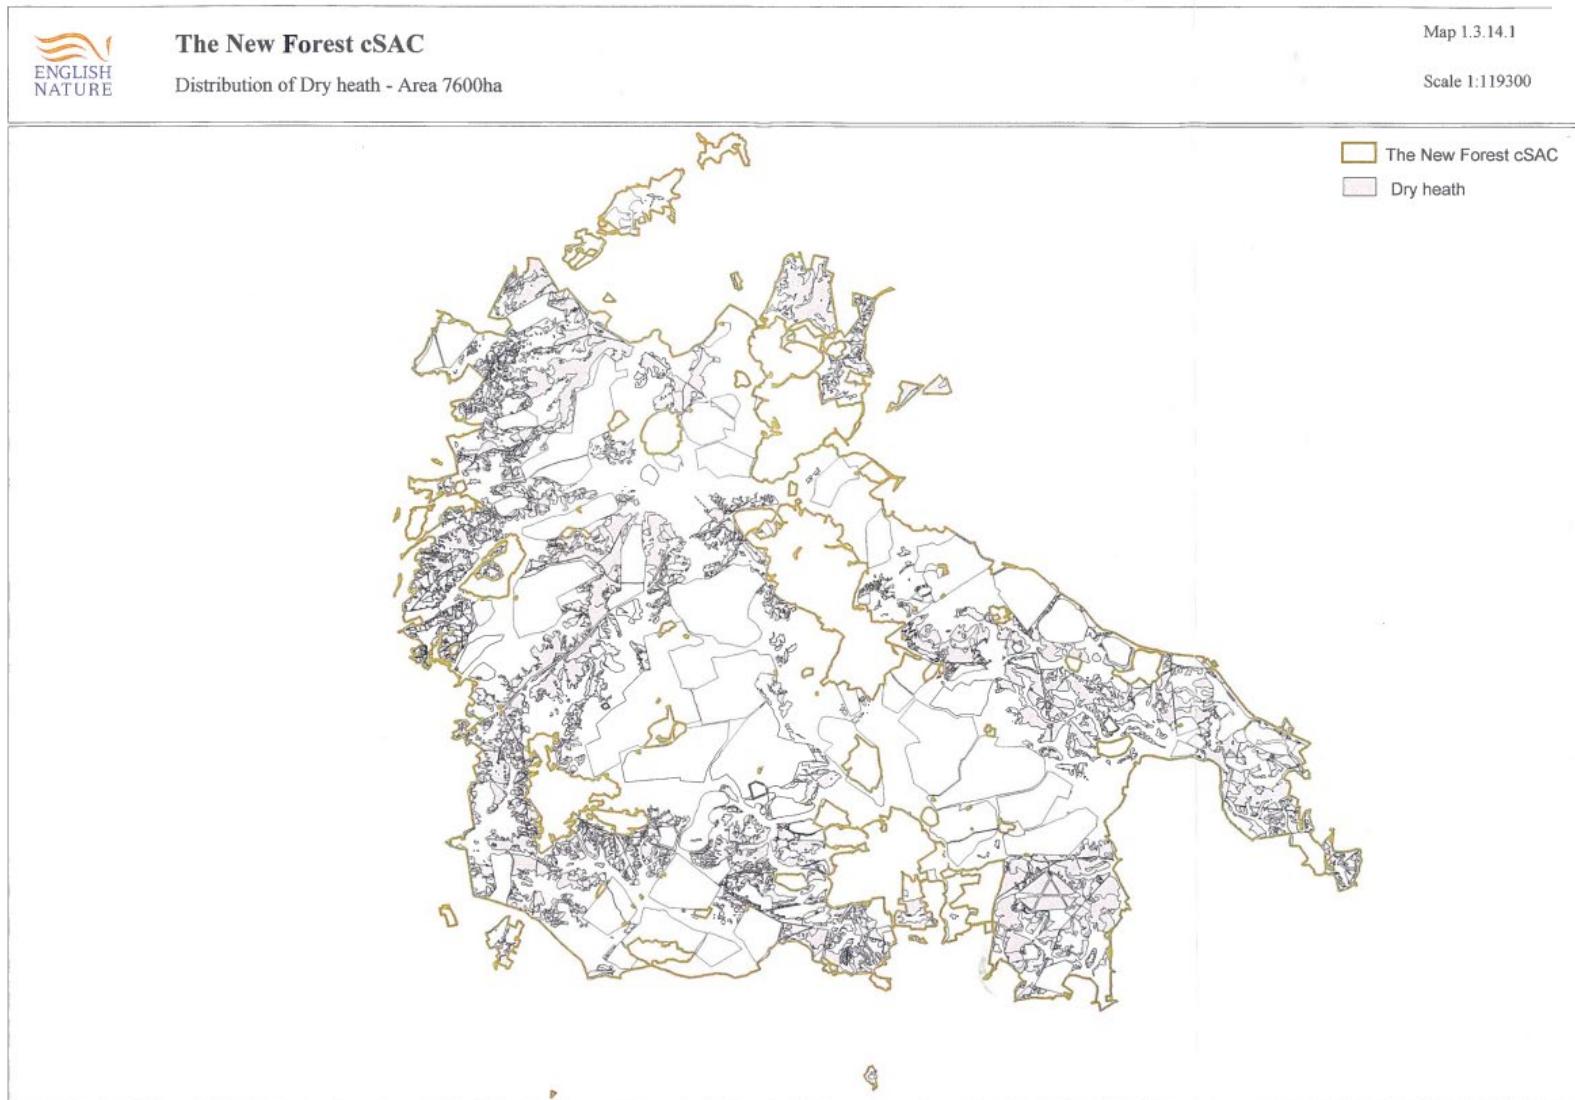 ENGLISH
NATURE
The New Forest cSAC
Distribution of Dry heath - Area 7600ha
Map 1.3.14.1
Scale 1:119300
The New Forest cSAC
Dry heath